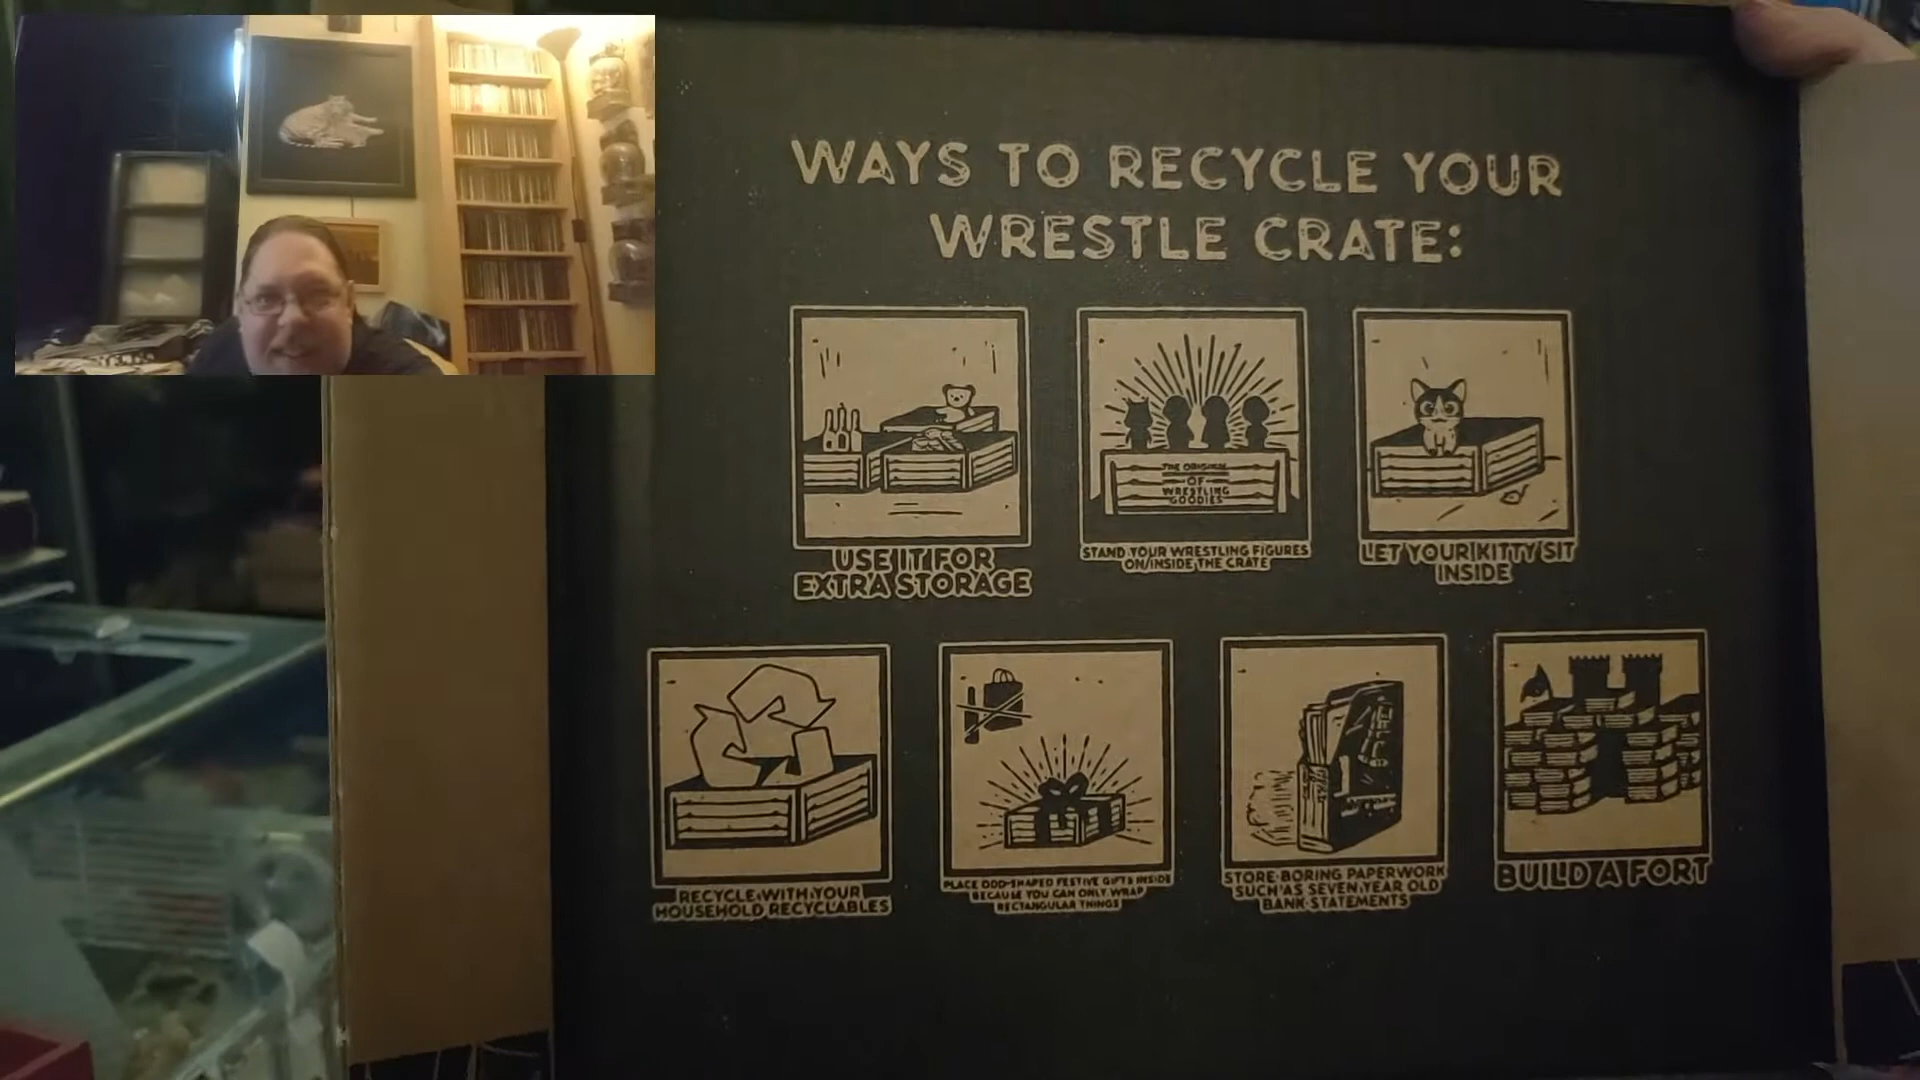 WAYS TO RECYCLE YOUR
WRESTLE CRATE:
THE ORIGINAL
OF
WRESTLING
GOODIES
USE IT FOR
EXTRA STORAGE
STAND YOUR WRESTLING FIGURES
ON/INSIDE THE CRATE
LET YOUR KITTY SIT
INSIDE
RECYCLE WITH YOUR
HOUSEHOLD RECYCLABLES
PLACE ODD-SHAPED FESTIVE GIFTS INSIDE
BECAUSE YOU CAN ONLY WRAP
RECTANGULAR THINGS
STORE BORING PAPERWORK
SUCH AS SEVEN YEAR OLD
BANK STATEMENTS
BUILD A FORT